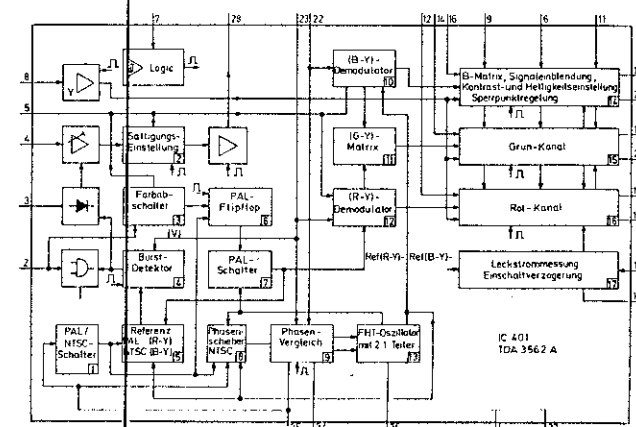 7 28 23 22 12 14 16 9 6 11
8
Y
Logic
(B-Y)-
Demodulator
10
B-Matrix, Signaleinblendung,
Kontrast- und Helligkeitseinstellung
Sperrpunktregelung
14
5
4
Sättigungs-
Einstellung
2
(G-Y)-
Matrix
11
Grün-Kanal
15
3
Farbab-
schalter
3
PAL-
Flipflop
6
(R-Y)-
Demodulator
12
Rot-Kanal
16
2
(V)
Burst-
Detektor
4
PAL-
Schalter
7
Ref(R-Y)- Ref(B-Y)-
Leckstrommessung
Einschaltverzögerung
17
PAL/
NTSC-
Schalter
1
Referenz
(R-Y)
(B-Y)
5
Phasen-
schieber
NTSC
8
Phasen-
Vergleich
9
FHT-Oszillator
mit 2:1 Teiler
13
IC 401
TDA 3562 A